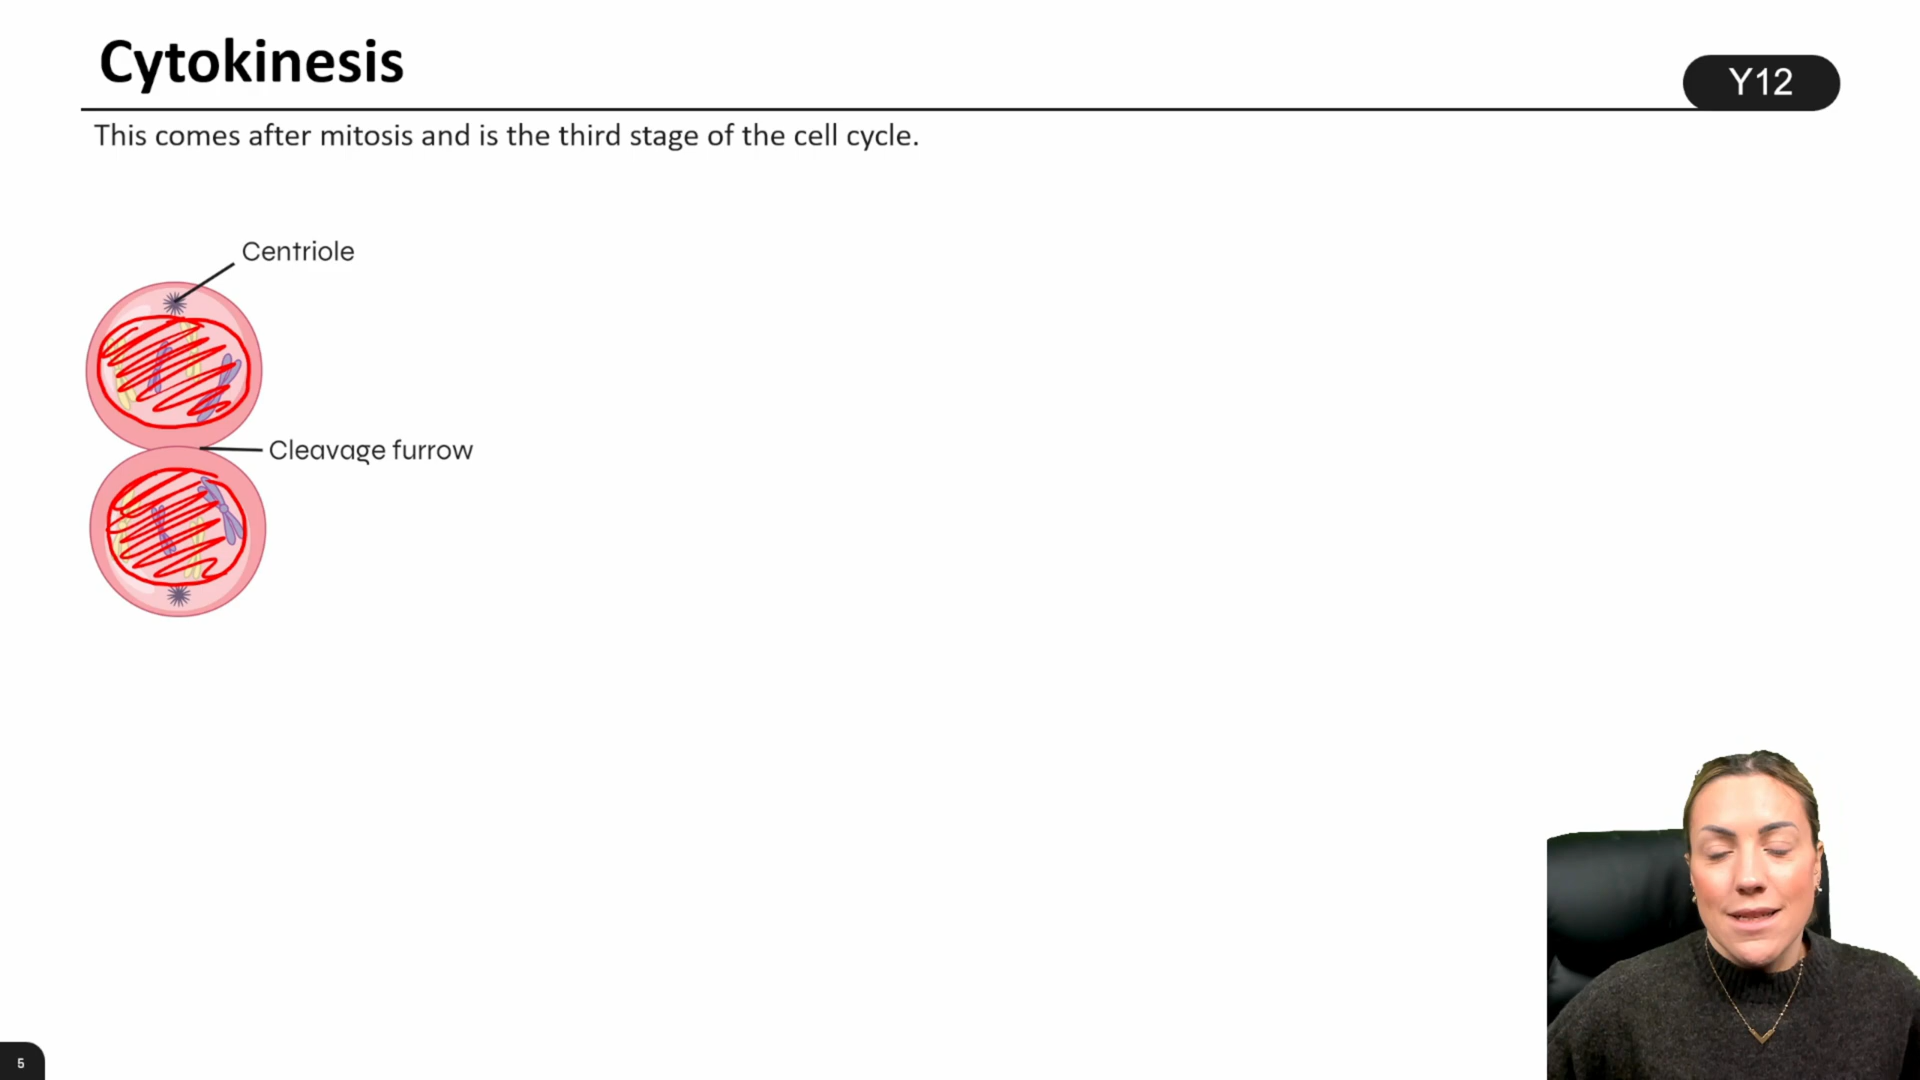 Cytokinesis
Y12
This comes after mitosis and is the third stage of the cell cycle.
Centriole
Cleavage furrow
5